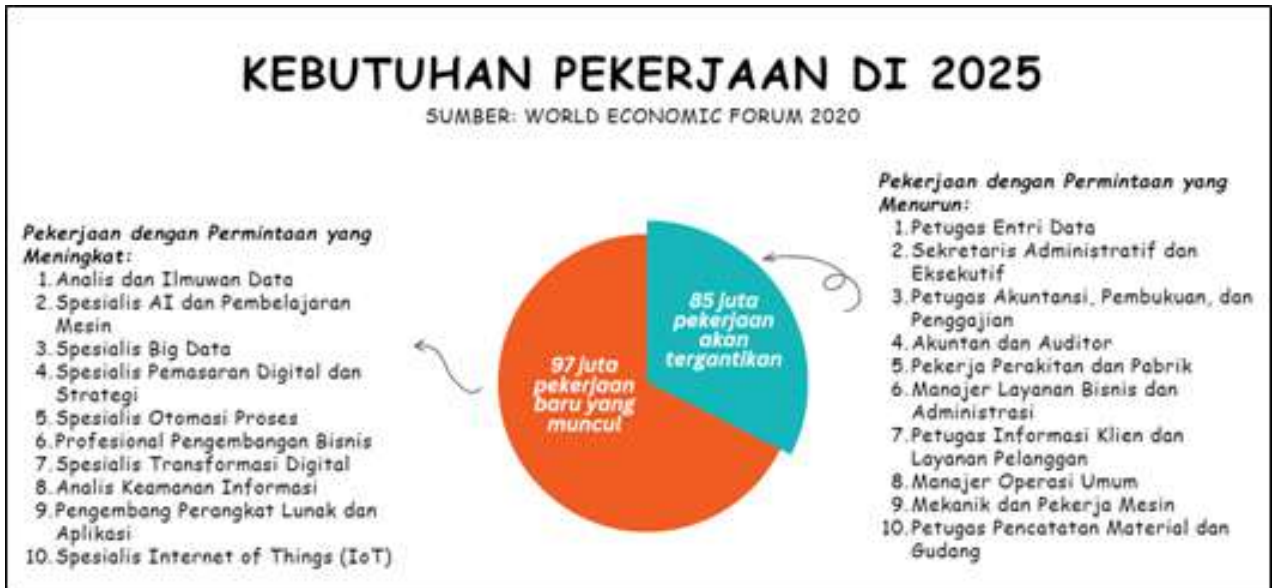 KEBUTUHAN PEKERJAAN DI 2025
SUMBER: WORLD ECONOMIC FORUM 2020
Pekerjaan dengan Permintaan yang
Meningkat:
1. Analis dan Ilmuwan Data
2. Spesialis AI dan Pembelajaran
Mesin
3. Spesialis Big Data
4. Spesialis Pemasaran Digital dan
Strategi
5. Spesialis Otomasi Proses
6. Profesional Pengembangan Bisnis
7. Spesialis Transformasi Digital
8. Analis Keamanan Informasi
9. Pengembang Perangkat Lunak dan
Aplikasi
10. Spesialis Internet of Things (IoT)
97 juta
pekerjaan
baru yang
muncul
85 juta
pekerjaan
akan
tergantikan
Pekerjaan dengan Permintaan yang
Menurun:
1. Petugas Entri Data
2. Sekretaris Administratif dan
Eksekutif
3. Petugas Akuntansi, Pembukuan, dan
Penggajian
4. Akuntan dan Auditor
5. Pekerja Perakitan dan Pabrik
6. Manajer Layanan Bisnis dan
Administrasi
7. Petugas Informasi Klien dan
Layanan Pelanggan
8. Manajer Operasi Umum
9. Mekanik dan Pekerja Mesin
10. Petugas Pencatatan Material dan
Gudang